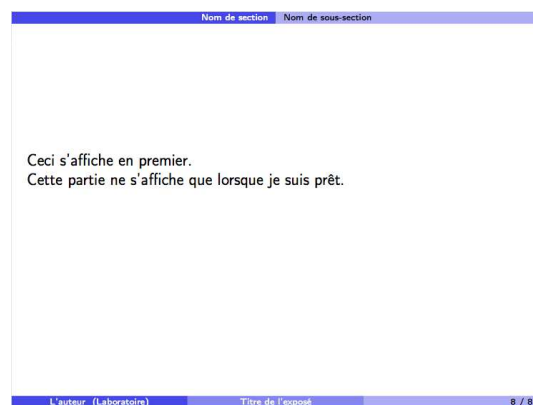 Nom de section Nom de sous-section
Ceci s'affiche en premier.
Cette partie ne s'affiche que lorsque je suis prêt.
L'auteur (Laboratoire) Titre de l'exposé 8 / 8